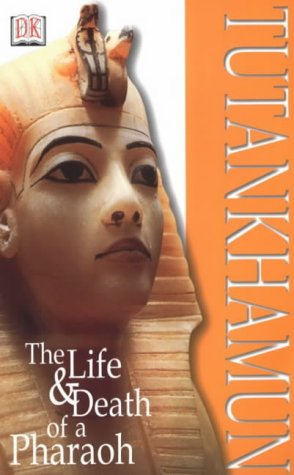 DK
TUTANKHAMUN
The Life
& Death
of a
Pharaoh